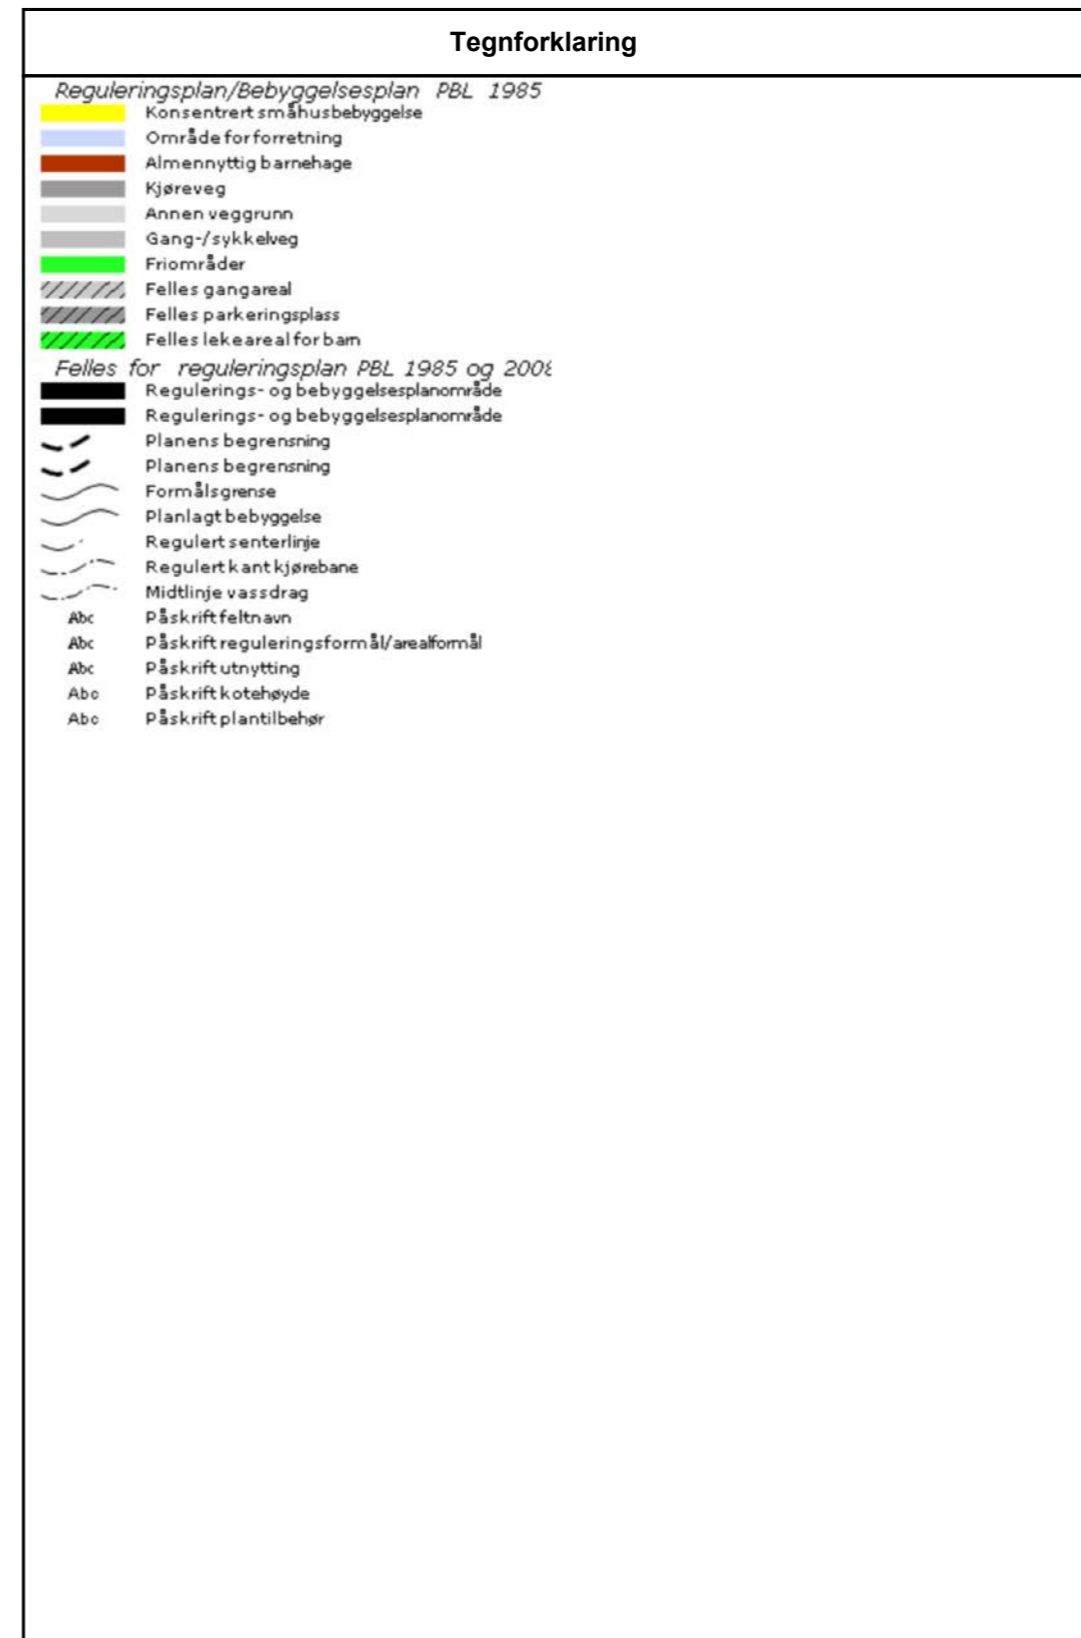 Tegnforklaring
Reguleringsplan/Bebyggelsesplan PBL 1985
Konsentrert småhusbebyggelse
Område for forretning
Almennyttig barnehage
Kjøreveg
Annen veggrunn
Gang-/sykkelveg
Friområder
Felles gangareal
Felles parkeringsplass
Felles lekeareal for barn
Felles for reguleringsplan PBL 1985 og 2008
Regulerings- og bebyggelsesplanområde
Regulerings- og bebyggelsesplanområde
Planens begrensning
Planens begrensning
Formålsgrense
Planlagt bebyggelse
Regulert senterlinje
Regulert kant kjørebane
Midtlinje vassdrag
Abc Påskrift feltnavn
Abc Påskrift reguleringsformål/arealformål
Abc Påskrift utnytting
Abc Påskrift kotehøyde
Abc Påskrift plantilbehør